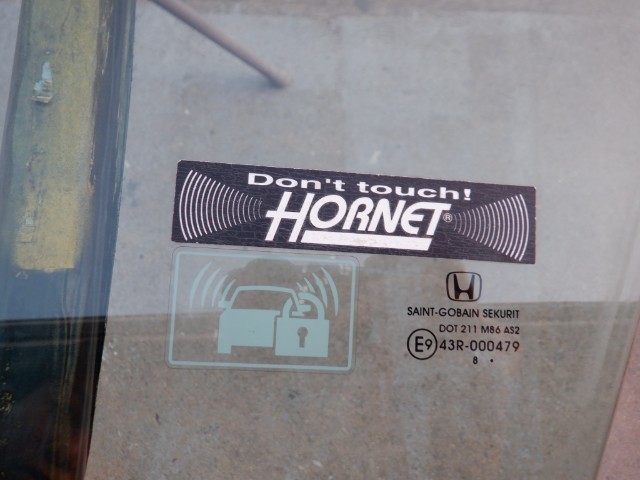 Don't touch!
HORNET®
SAINT-GOBAIN SEKURIT
DOT 211 M86 AS2
E9 43R-000479
8 •